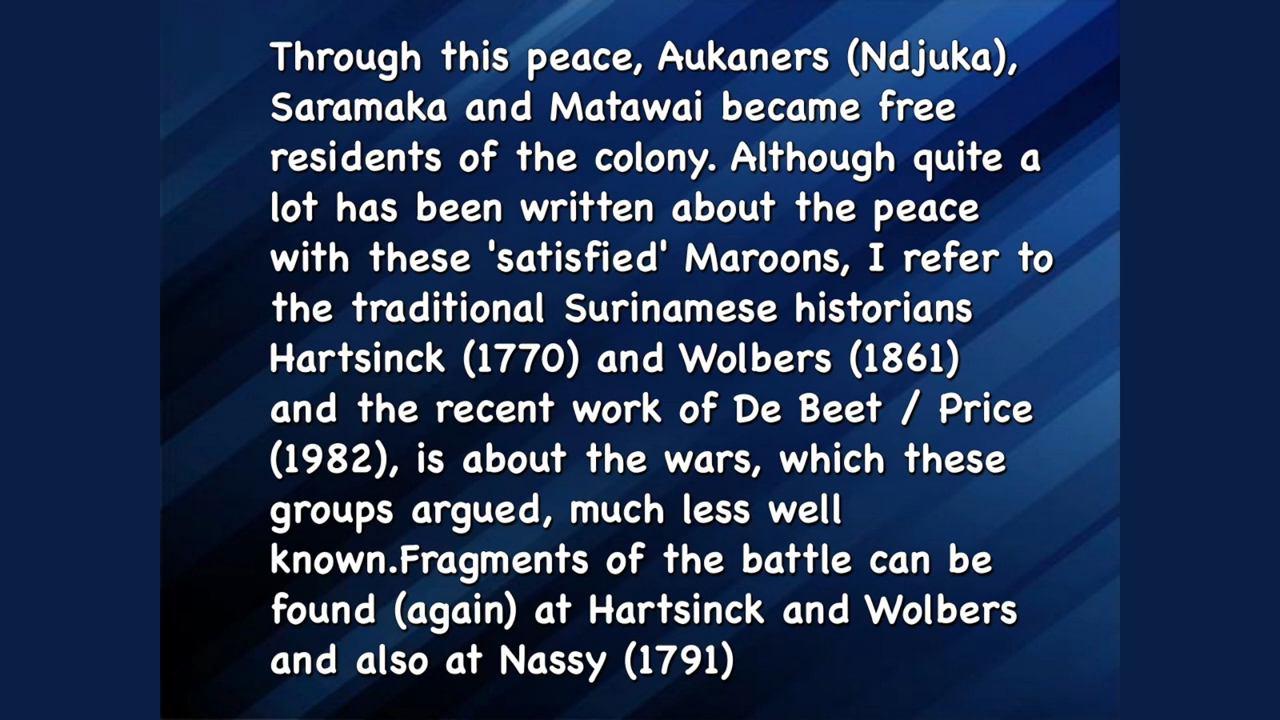 Through this peace, Aukaners (Ndjuka),
Saramaka and Matawai became free
residents of the colony. Although quite a
lot has been written about the peace
with these 'satisfied' Maroons, I refer to
the traditional Surinamese historians
Hartsinck (1770) and Wolbers (1861)
and the recent work of De Beet / Price
(1982), is about the wars, which these
groups argued, much less well
known.Fragments of the battle can be
found (again) at Hartsinck and Wolbers
and also at Nassy (1791)